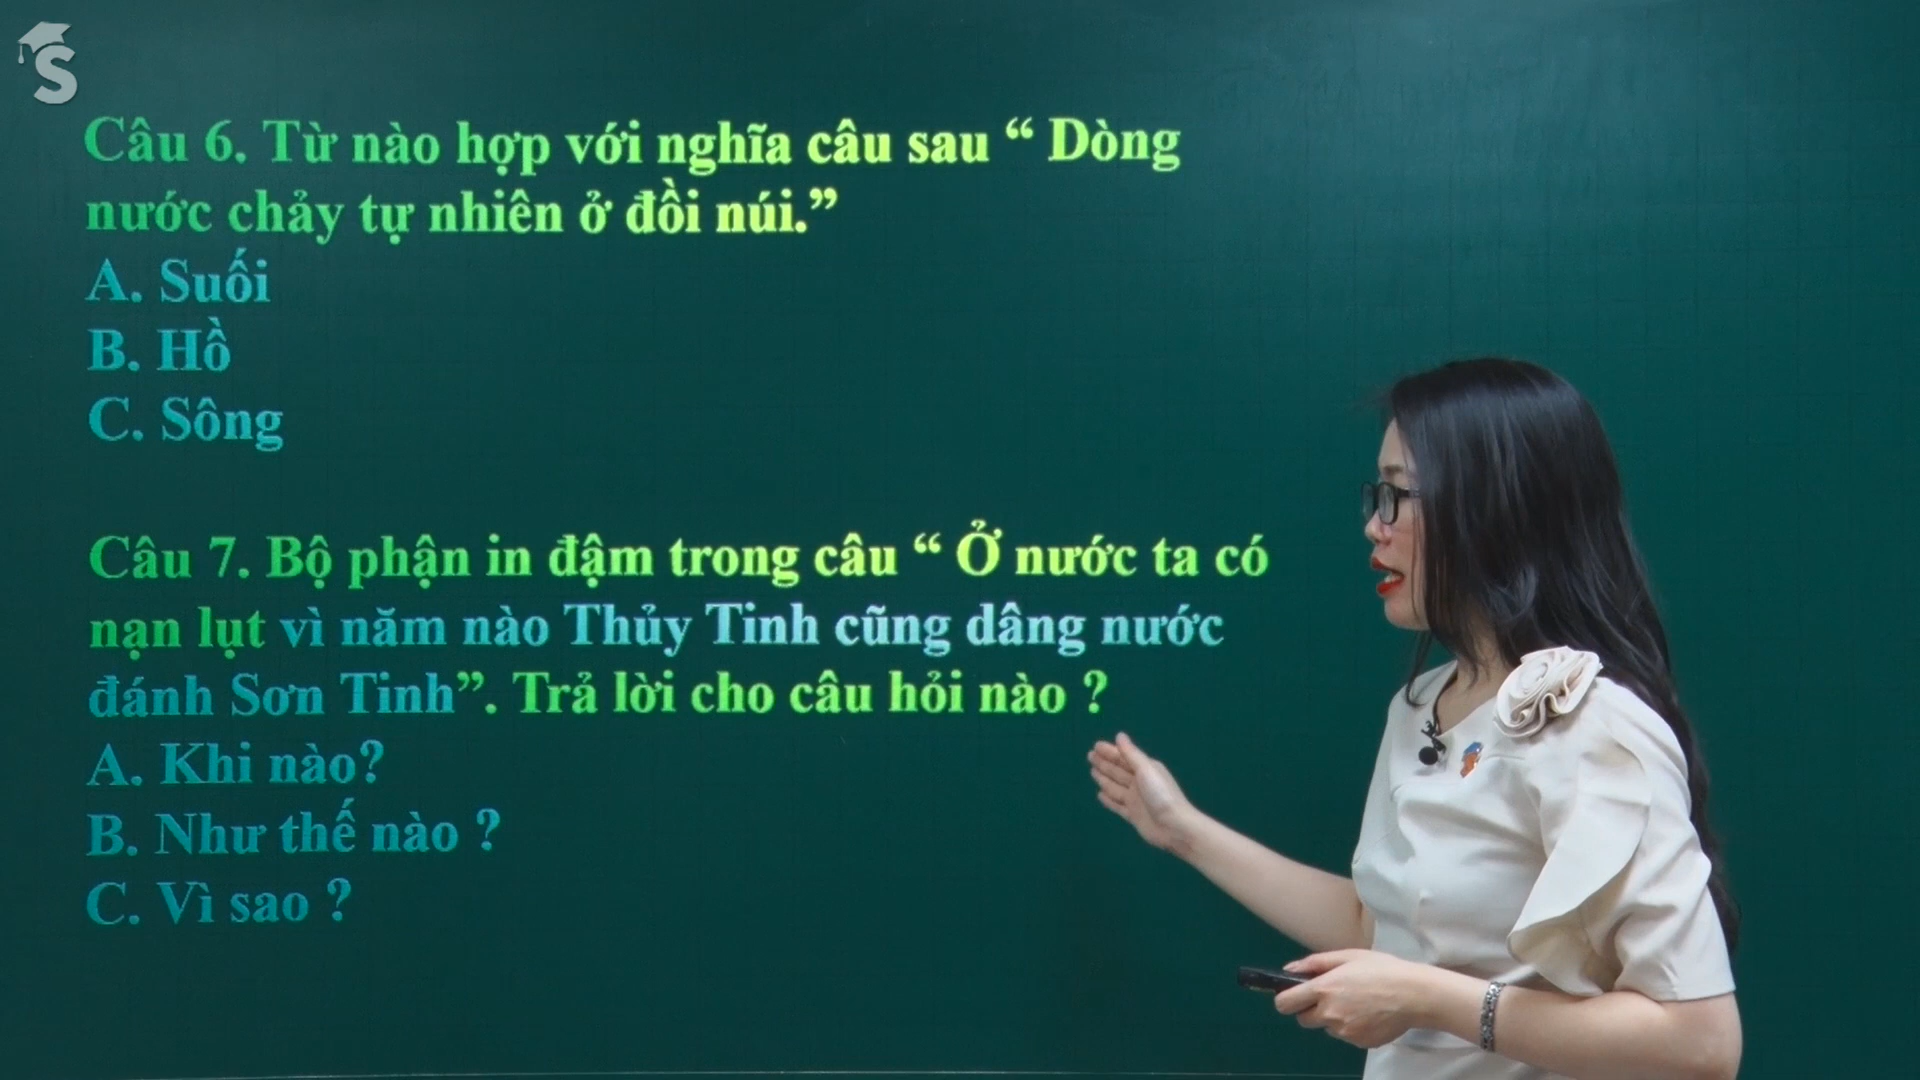 S
Câu 6. Từ nào hợp với nghĩa câu sau “ Dòng
nước chảy tự nhiên ở đồi núi.”
A. Suối
B. Hồ
C. Sông
Câu 7. Bộ phận in đậm trong câu “ Ở nước ta có
nạn lụt vì năm nào Thủy Tinh cũng dâng nước
đánh Sơn Tinh”. Trả lời cho câu hỏi nào ?
A. Khi nào?
B. Như thế nào ?
C. Vì sao ?